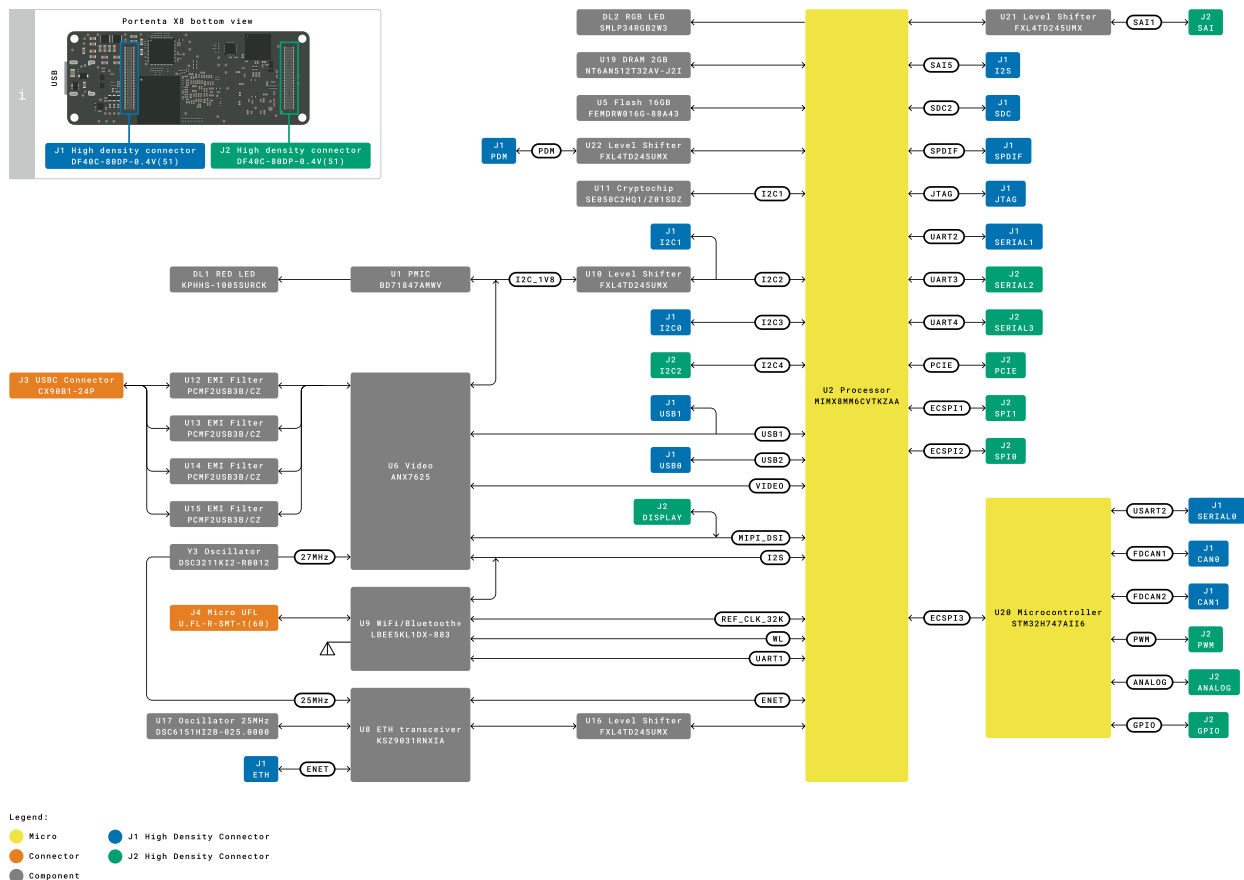 Portenta X8 bottom view
i
USB
J1 High density connector
DF40C-80DP-0.4V(51)
J2 High density connector
DF40C-80DP-0.4V(51)
DL2 RGB LED
SMLP34RGB2W3
U21 Level Shifter
FXL4TD245UMX
SAI1
J2
SAI
U19 DRAM 2GB
NT6AN512T32AV-J2I
SAI5
J1
I2S
U5 Flash 16GB
FEMDRW016G-88A43
SDC2
J1
SDC
J1
PDM
PDM
U22 Level Shifter
FXL4TD245UMX
SPDIF
J1
SPDIF
U11 Cryptochip
SE050C2HQ1/Z01SDZ
I2C1
JTAG
J1
JTAG
J1
I2C1
UART2
J1
SERIAL1
DL1 RED LED
KPHHS-1005SURCK
U1 PMIC
BD71847AMWV
I2C_1V8
U10 Level Shifter
FXL4TD245UMX
I2C2
UART3
J2
SERIAL2
J1
I2C0
I2C3
UART4
J2
SERIAL3
J2
I2C2
I2C4
PCIE
J2
PCIE
U2 Processor
MIMX8MM6CVTKZAA
J3 USBC Connector
CX90B1-24P
U12 EMI Filter
PCMF2USB3B/CZ
J1
USB1
ECSPI1
J2
SPI1
U13 EMI Filter
PCMF2USB3B/CZ
USB1
ECSPI2
J2
SPI0
U14 EMI Filter
PCMF2USB3B/CZ
U6 Video
ANX7625
J1
USB0
USB2
VIDEO
U15 EMI Filter
PCMF2USB3B/CZ
J2
DISPLAY
MIPI_DSI
USART2
J1
SERIAL0
Y3 Oscillator
DSC3211KI2-R0012
27MHz
I2S
FDCAN1
J1
CAN0
FDCAN2
J1
CAN1
J4 Micro UFL
U.FL-R-SMT-1(60)
U9 WiFi/Bluetooth®
LBEE5KL1DX-883
REF_CLK_32K
ECSPI3
U20 Microcontroller
STM32H747AII6
WL
PWM
J2
PWM
UART1
ANALOG
J2
ANALOG
25MHz
ENET
U17 Oscillator 25MHz
DSC6151HI2B-025.0000
U8 ETH transceiver
KSZ9031RNXIA
U16 Level Shifter
FXL4TD245UMX
GPIO
J2
GPIO
J1
ETH
ENET
Legend:
Micro
J1 High Density Connector
Connector
J2 High Density Connector
Component